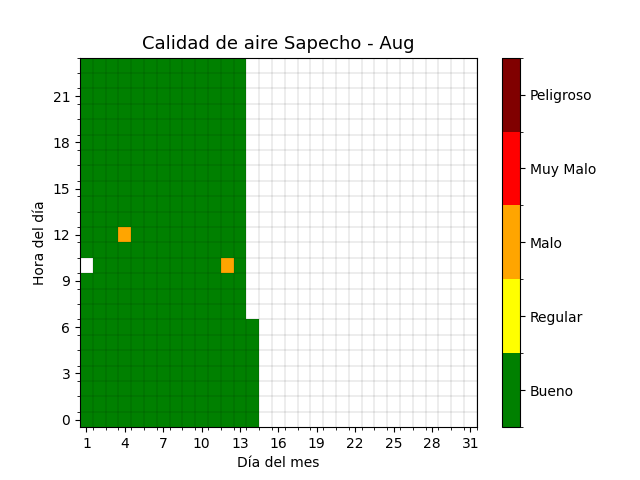 Calidad de aire Sapecho - Aug
Hora del día
21
18
15
12
9
6
3
0
1 4 7 10 13 16 19 22 25 28 31
Día del mes
Peligroso
Muy Malo
Malo
Regular
Bueno